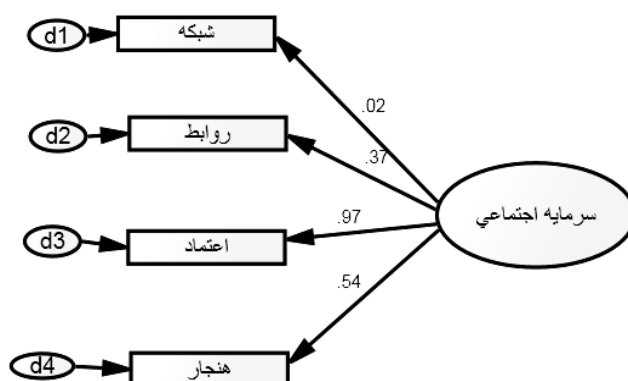 d1
شبکه
.02
d2
روابط
.37
سرمایه اجتماعي
d3
اعتماد
.97
d4
هنجار
.54